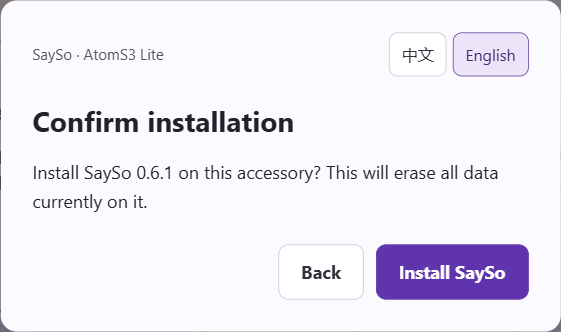 SaySo · AtomS3 Lite
中文
English
Confirm installation
Install SaySo 0.6.1 on this accessory? This will erase all data
currently on it.
Back
Install SaySo